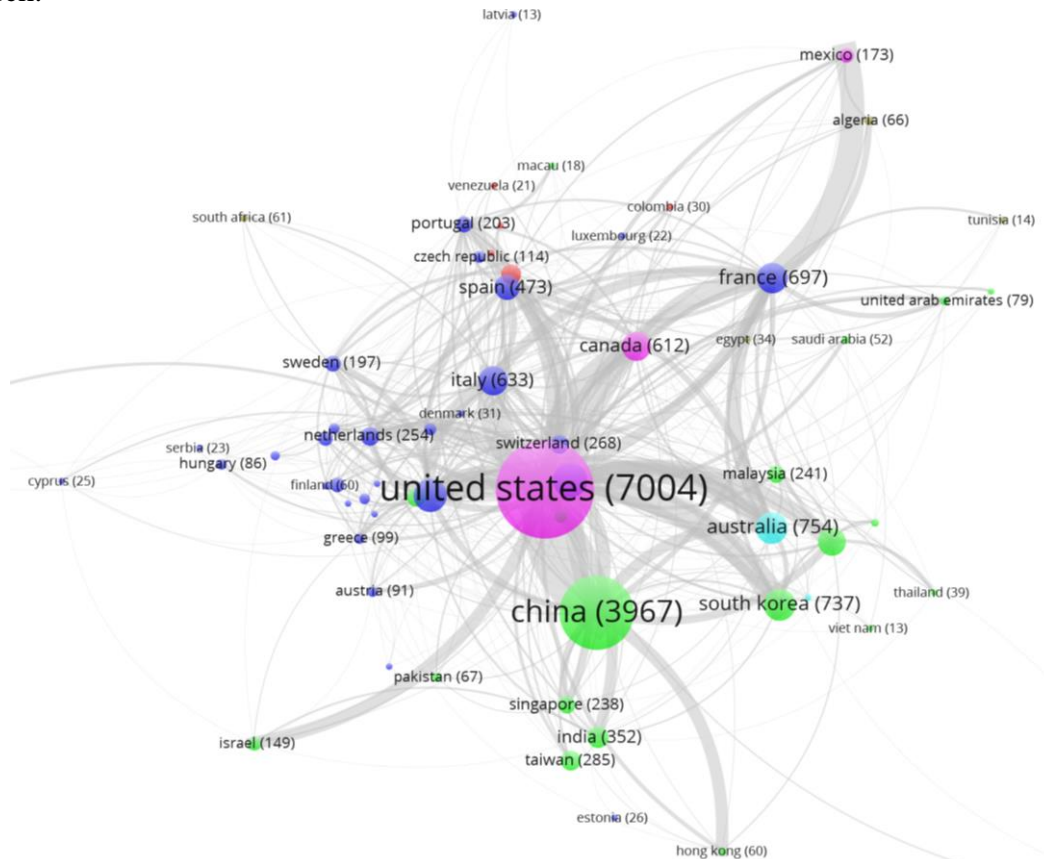 latvia (13)
mexico (173)
algeria (66)
macau (18)
venezuela (21)
colombia (30)
south africa (61)
tunisia (14)
portugal (203)
luxembourg (22)
czech republic (114)
france (697)
spain (473)
united arab emirates (79)
egypt (34)
saudi arabia (52)
canada (612)
sweden (197)
italy (633)
denmark (31)
netherlands (254)
switzerland (268)
serbia (23)
hungary (86)
malaysia (241)
cyprus (25)
finland (60)
united states (7004)
australia (754)
greece (99)
austria (91)
thailand (39)
south korea (737)
china (3967)
viet nam (13)
pakistan (67)
singapore (238)
india (352)
israel (149)
taiwan (285)
estonia (26)
hong kong (60)